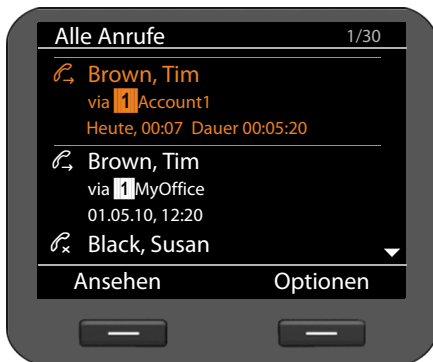 Alle Anrufe 1/30
Brown, Tim
via 1 Account1
Heute, 00:07 Dauer 00:05:20
Brown, Tim
via 1 MyOffice
01.05.10, 12:20
Black, Susan
Ansehen Optionen